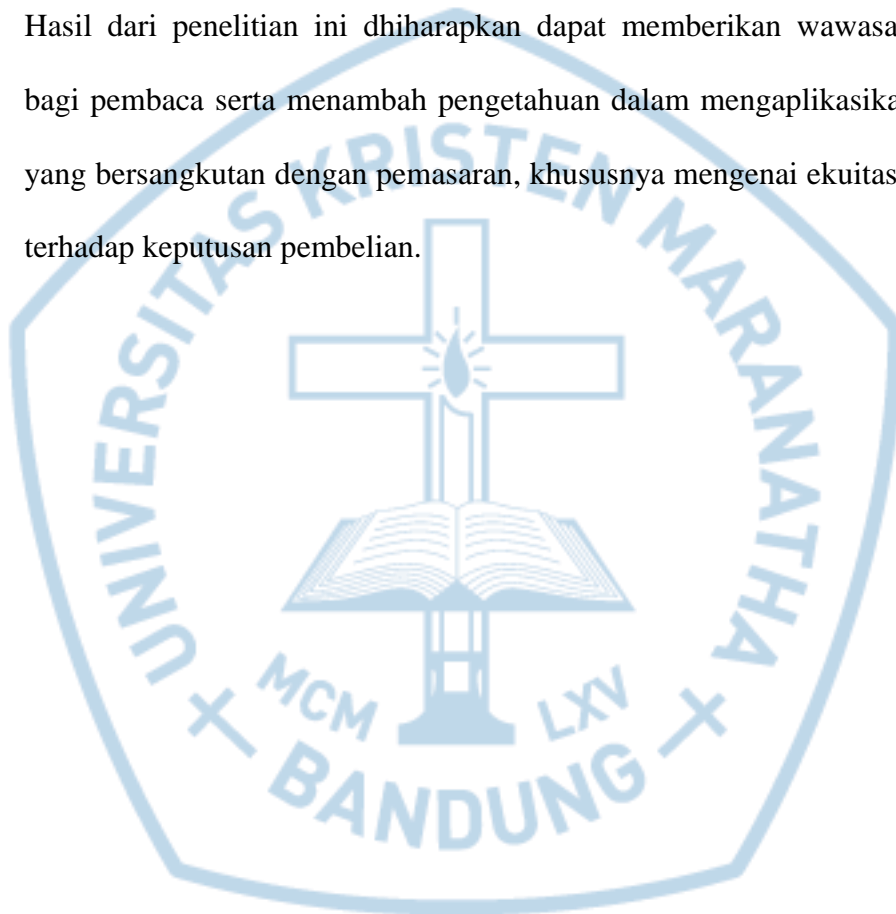 Hasil dari penelitian ini dhiharapkan dapat memberikan wawasa
bagi pembaca serta menambah pengetahuan dalam mengaplikasika
yang bersangkutan dengan pemasaran, khususnya mengenai ekuitas
terhadap keputusan pembelian.
UNIVERSITAS KRISTEN MARANATHA
MCM LXV
BANDUNG